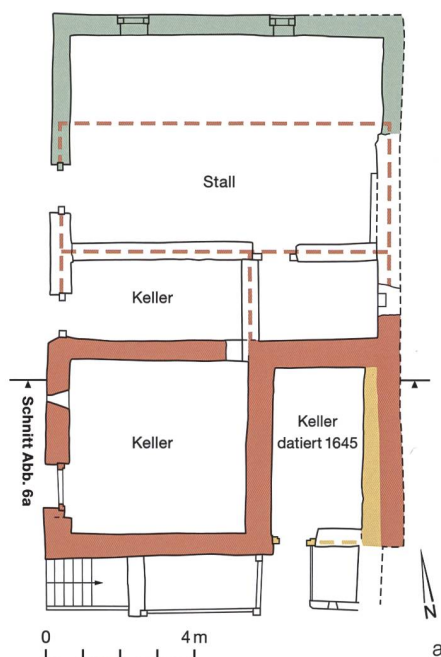 Stall
Keller
Keller
Keller
datiert 1645
Schnitt Abb. 6a
N
0 4 m
a